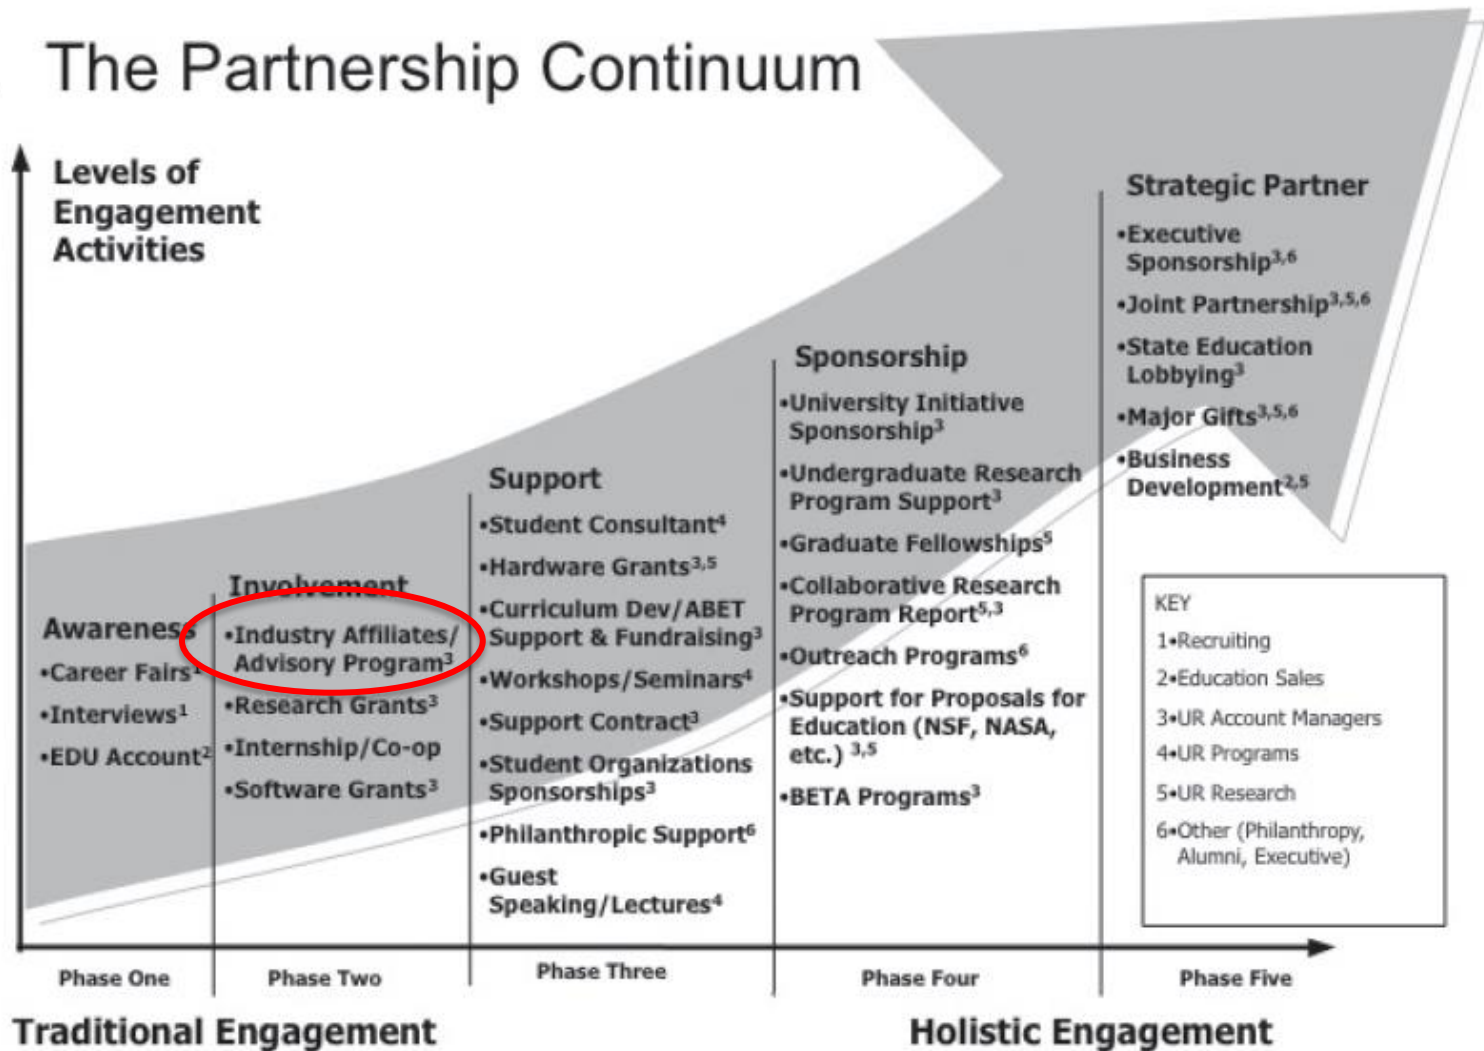 The Partnership Continuum
Levels of
Engagement
Activities
Awareness
•Career Fairs¹
•Interviews¹
•EDU Account²
Involvement
•Industry Affiliates/
Advisory Program³
•Research Grants³
•Internship/Co-op
•Software Grants³
Support
•Student Consultant⁴
•Hardware Grants³,⁵
•Curriculum Dev/ABET
Support & Fundraising³
•Workshops/Seminars⁴
•Support Contract³
•Student Organizations
Sponsorships³
•Philanthropic Support⁶
•Guest
Speaking/Lectures⁴
Sponsorship
•University Initiative
Sponsorship³
•Undergraduate Research
Program Support³
•Graduate Fellowships⁵
•Collaborative Research
Program Report⁵,³
•Outreach Programs⁶
•Support for Proposals for
Education (NSF, NASA,
etc.) ³,⁵
•BETA Programs³
Strategic Partner
•Executive
Sponsorship³,⁶
•Joint Partnership³,⁵,⁶
•State Education
Lobbying³
•Major Gifts³,⁵,⁶
•Business
Development²,⁵
KEY
1•Recruiting
2•Education Sales
3•UR Account Managers
4•UR Programs
5•UR Research
6•Other (Philanthropy,
Alumni, Executive)
Phase One
Phase Two
Phase Three
Phase Four
Phase Five
Traditional Engagement
Holistic Engagement